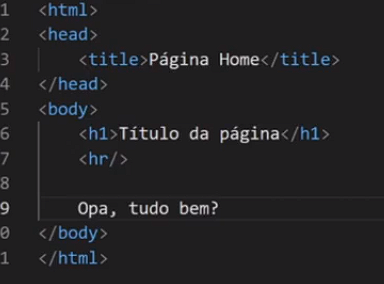 1 <html>
2 <head>
3 <title>Página Home</title>
4 </head>
5 <body>
6 <h1>Título da página</h1>
7 <hr/>
8
9 Opa, tudo bem?
0 </body>
1 </html>